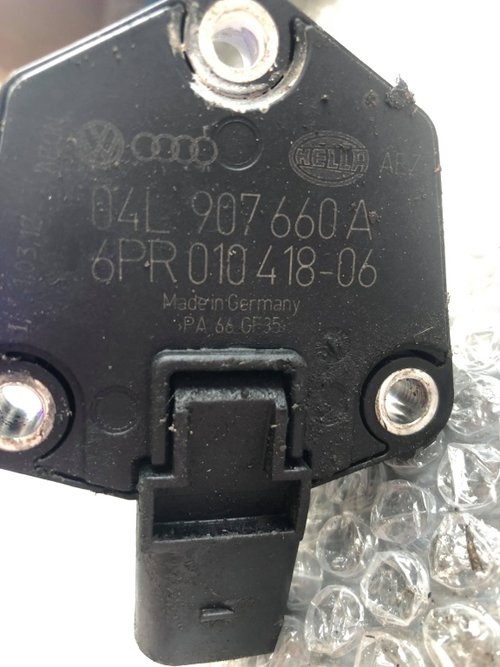 HELLA
04L 907 660 A
6PR 010 418-06
Made in Germany
>PA 66 GF35<